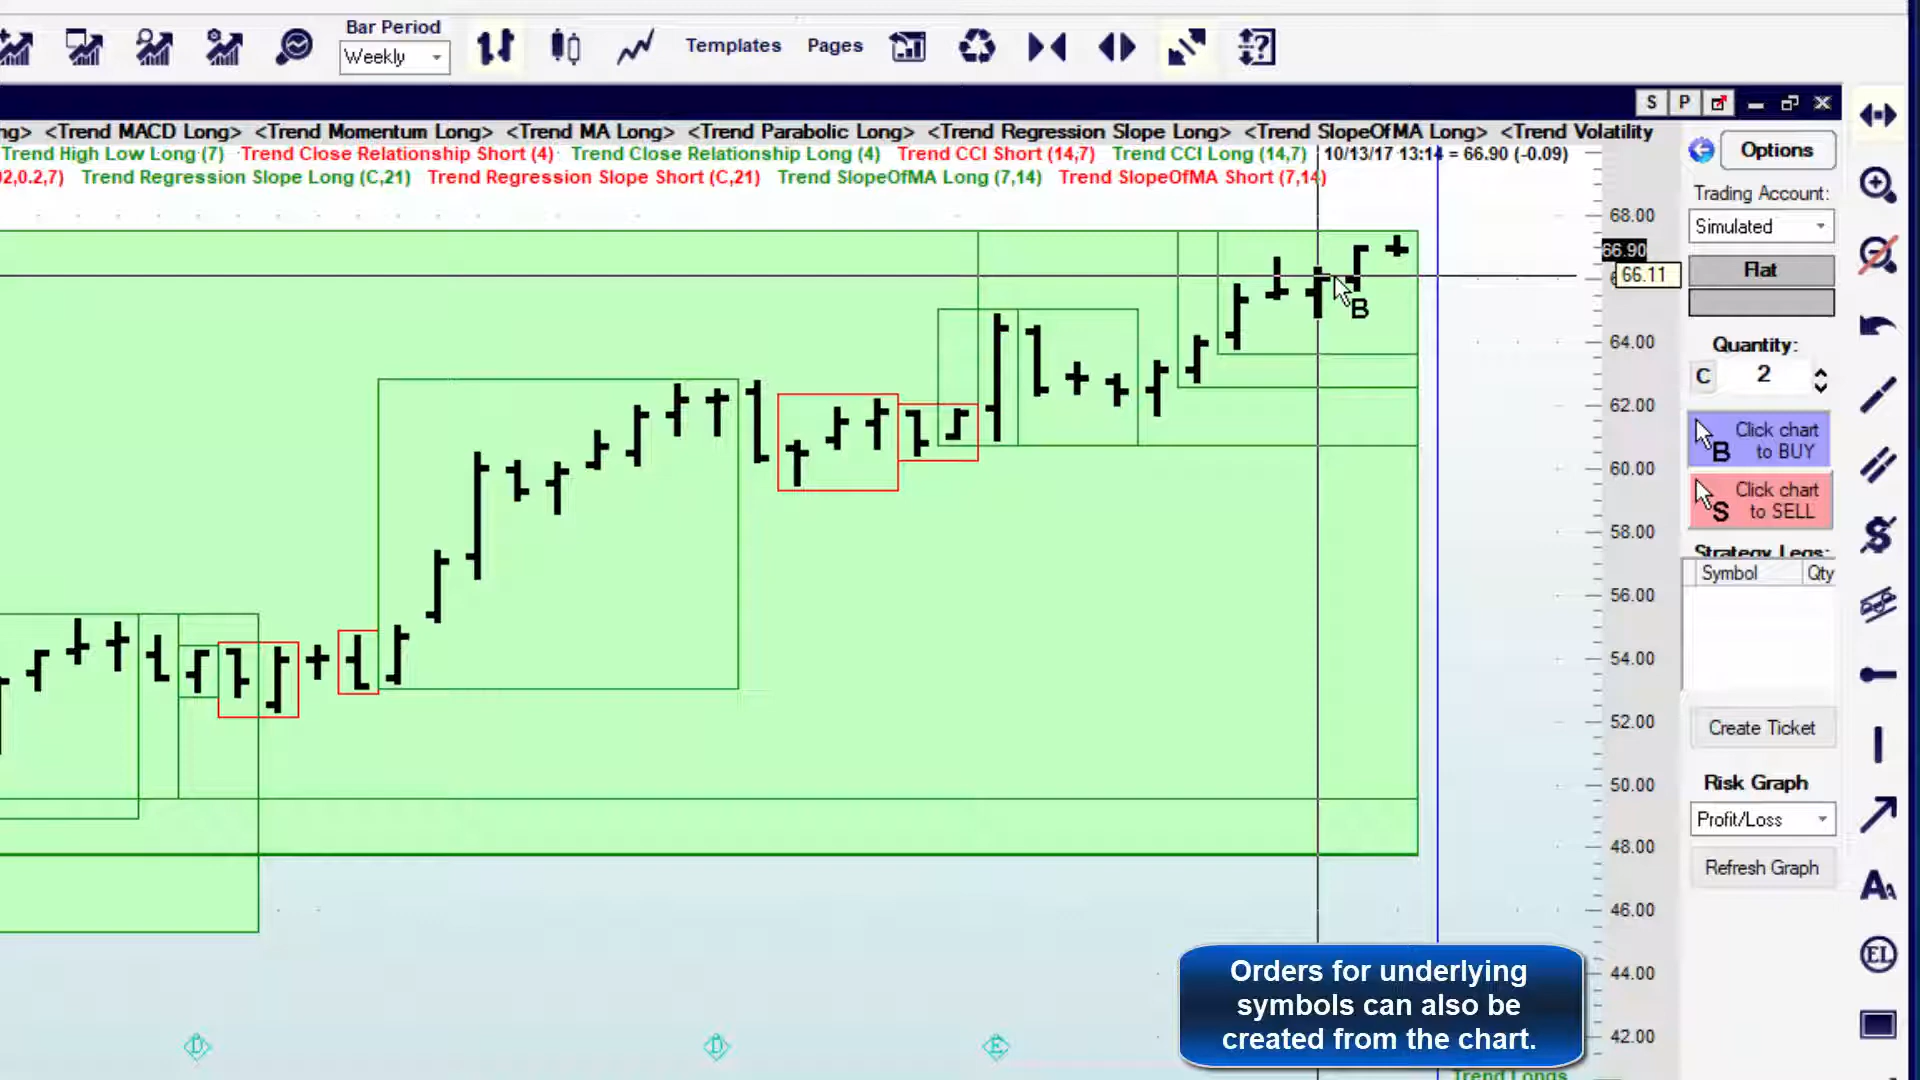 Bar Period
Weekly
Templates
Pages
S P
ng> <Trend MACD Long> <Trend Momentum Long> <Trend MA Long> <Trend Parabolic Long> <Trend Regression Slope Long> <Trend SlopeOfMA Long> <Trend Volatility
Trend High Low Long (7) Trend Close Relationship Short (4) Trend Close Relationship Long (4) Trend CCI Short (14,7) Trend CCI Long (14,7) 10/13/17 13:14 = 66.90 (-0.09)
02,0.2,7) Trend Regression Slope Long (C,21) Trend Regression Slope Short (C,21) Trend SlopeOfMA Long (7,14) Trend SlopeOfMA Short (7,14)
68.00
66.90
66.11
64.00
62.00
60.00
58.00
56.00
54.00
52.00
50.00
48.00
46.00
44.00
42.00
B
Options
Trading Account:
Simulated
Flat
Quantity:
C 2
B Click chart
to BUY
S Click chart
to SELL
Strategy Legs:
Symbol Qty
Create Ticket
Risk Graph
Profit/Loss
Refresh Graph
AA
EL
Orders for underlying
symbols can also be
created from the chart.
D
D
E
Trend Longs